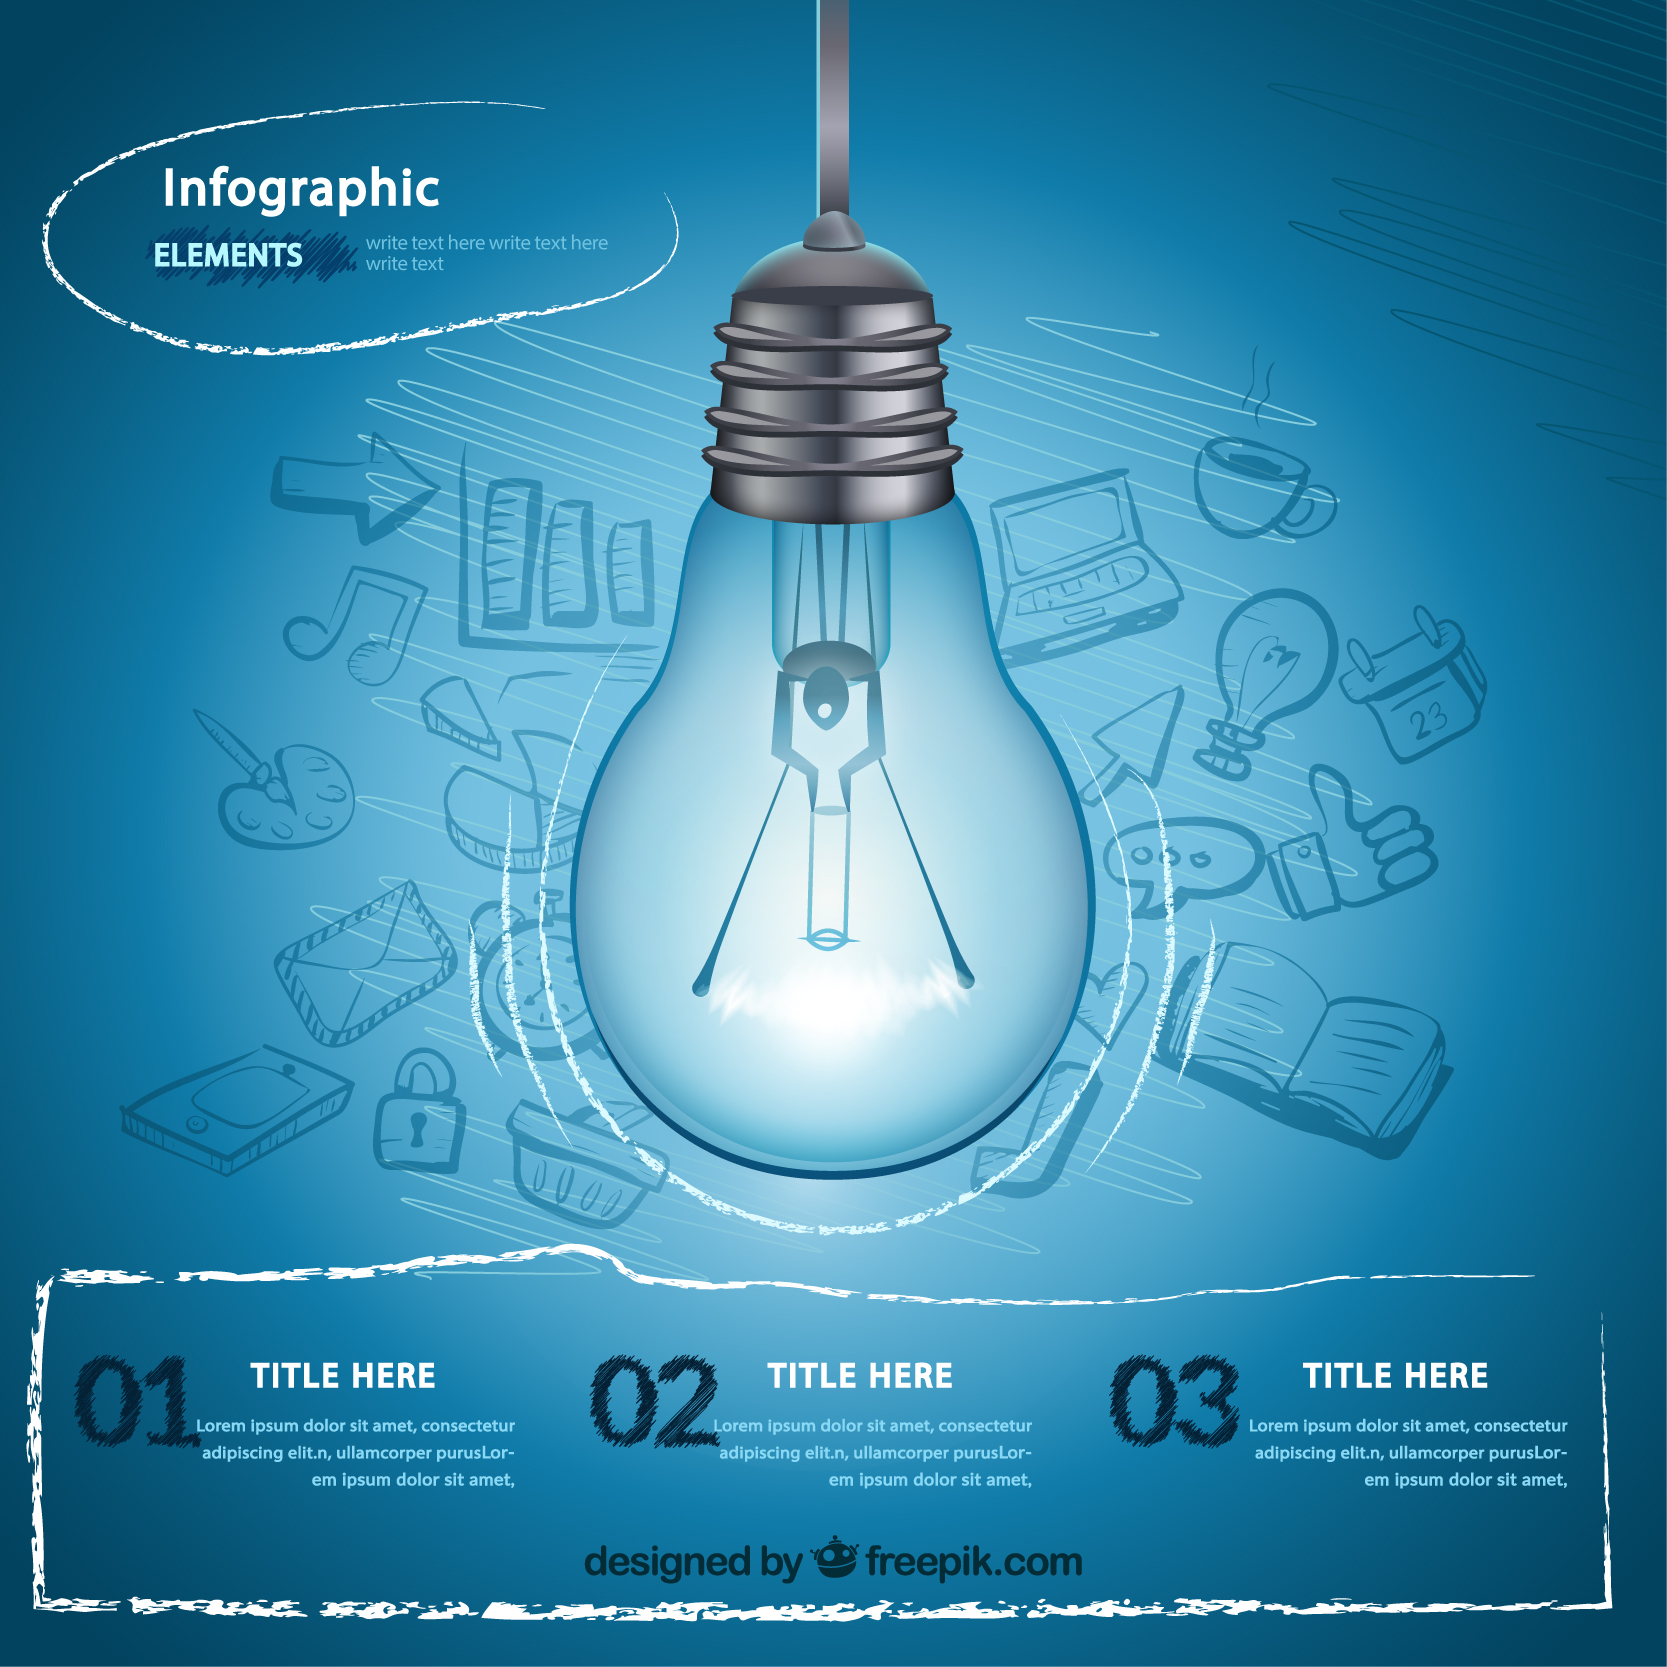 Infographic
ELEMENTS
write text here write text here
write text
23
01
TITLE HERE
Lorem ipsum dolor sit amet, consectetur
adipiscing elit.n, ullamcorper purusLor-
em ipsum dolor sit amet,
02
TITLE HERE
Lorem ipsum dolor sit amet, consectetur
adipiscing elit.n, ullamcorper purusLor-
em ipsum dolor sit amet,
03
TITLE HERE
Lorem ipsum dolor sit amet, consectetur
adipiscing elit.n, ullamcorper purusLor-
em ipsum dolor sit amet,
designed by freepik.com